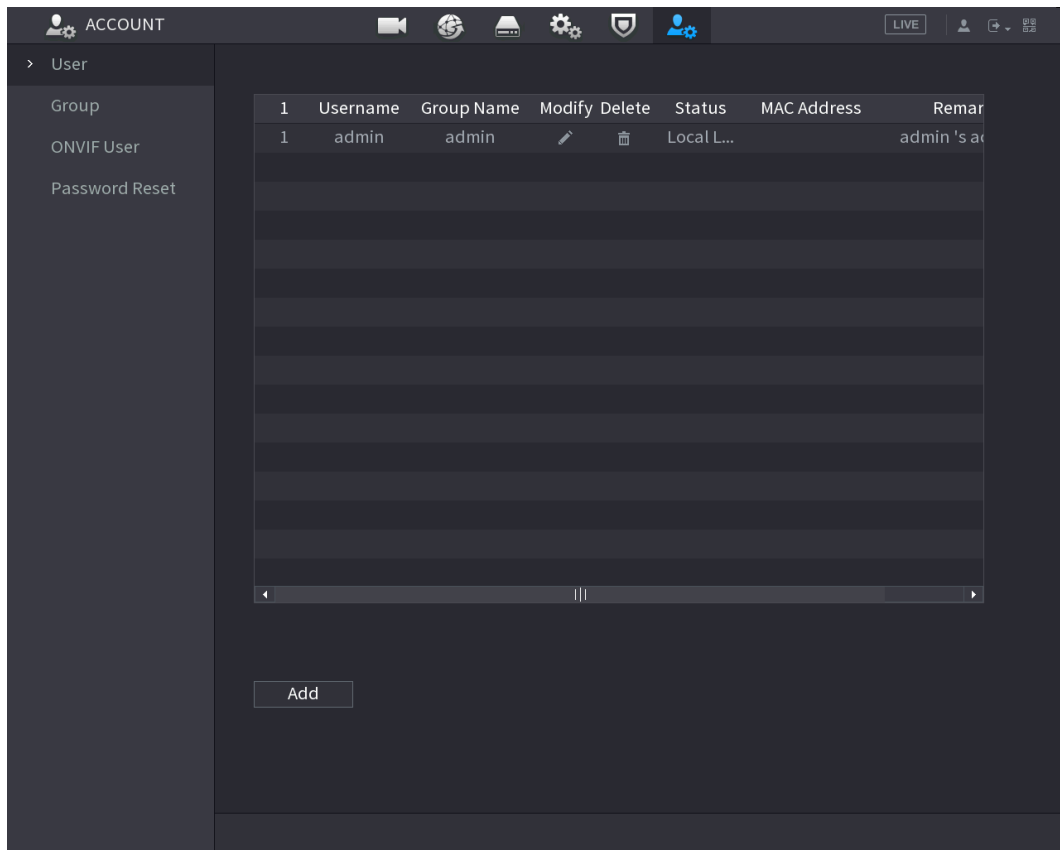 ACCOUNT LIVE
User
Group
ONVIF User
Password Reset
1 Username Group Name Modify Delete Status MAC Address Remar
1 admin admin Local L... admin 's a
Add